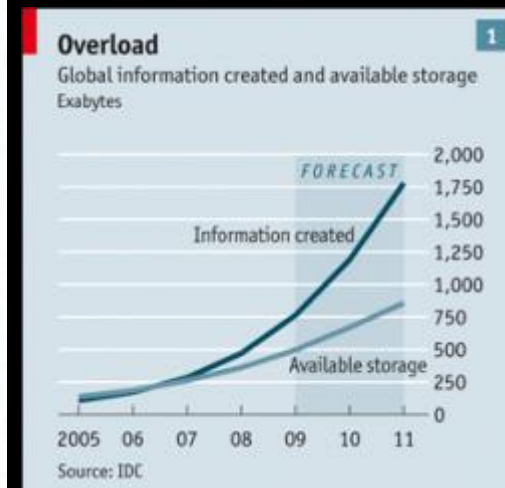 Overload
1
Global information created and available storage
Exabytes
FORECAST
2,000
1,750
Information created
1,500
1,250
1,000
750
500
Available storage
250
0
2005 06 07 08 09 10 11
Source: IDC